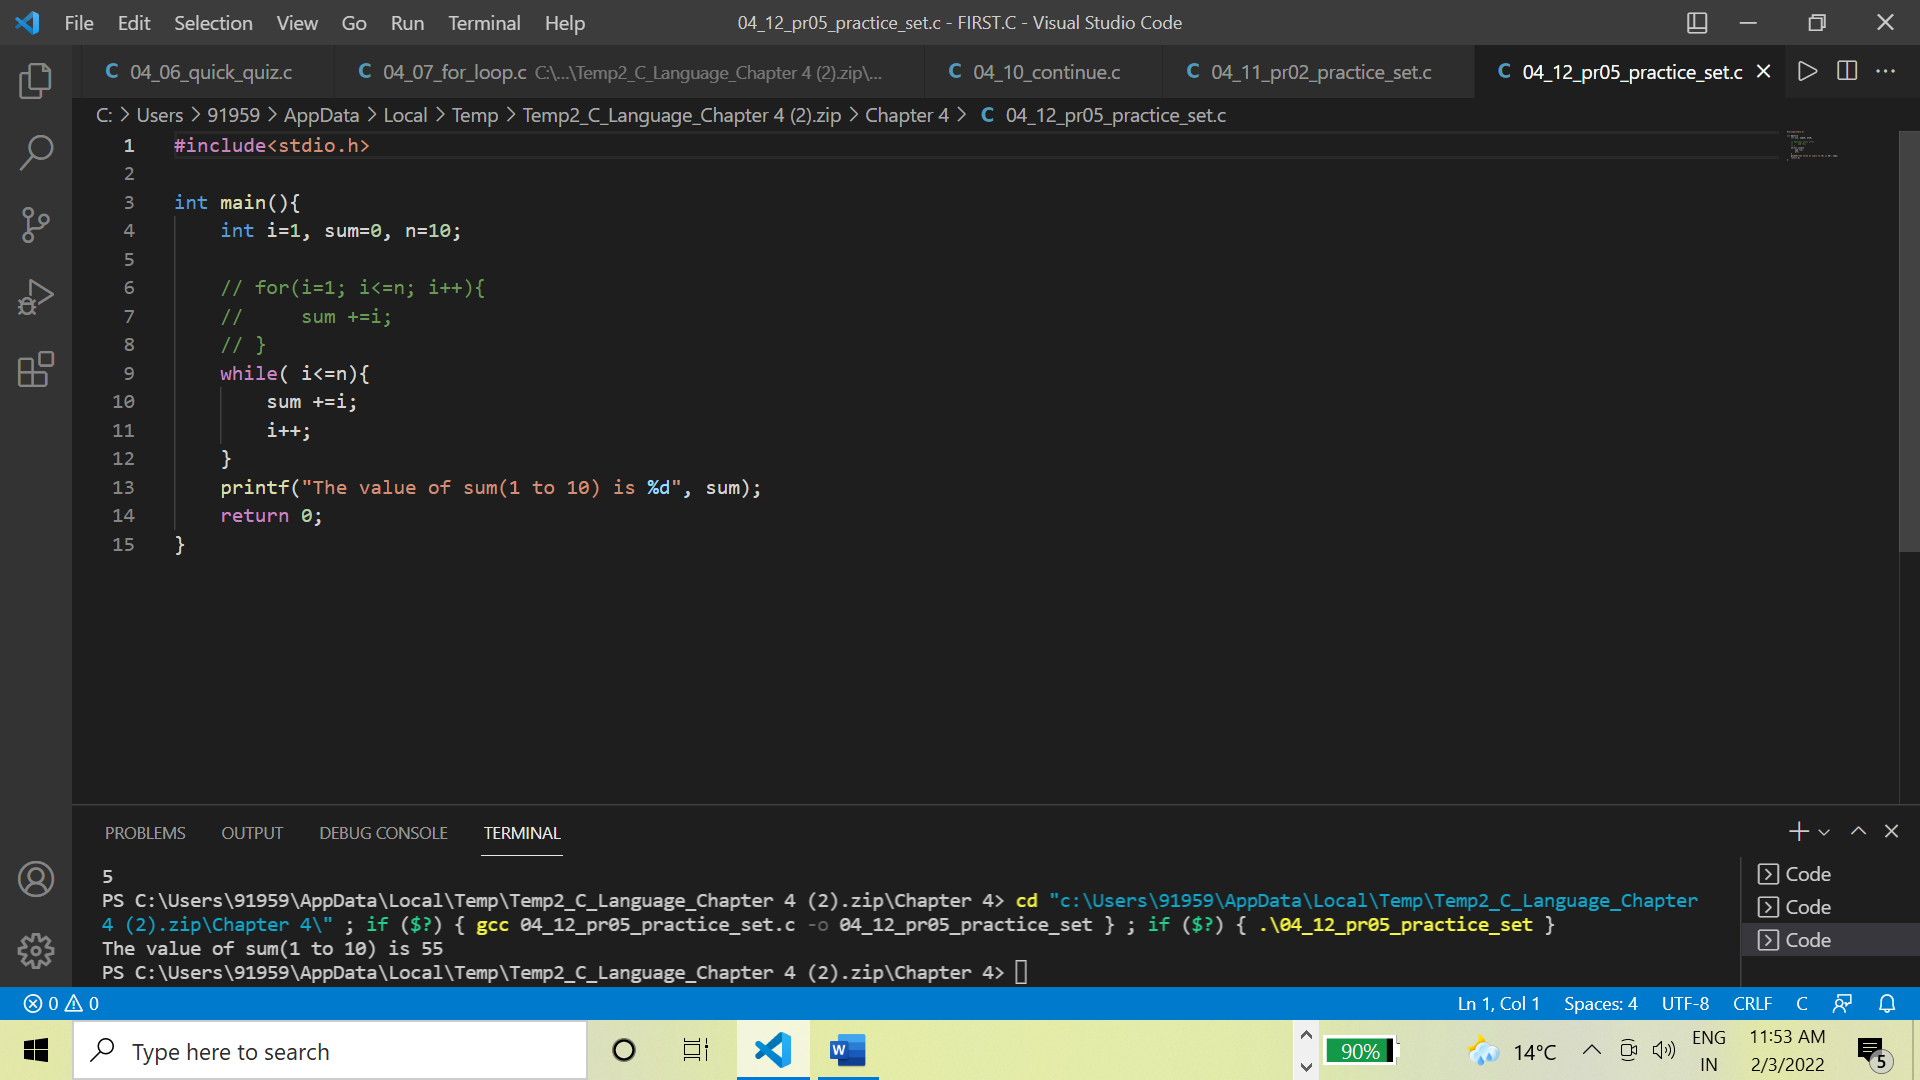 File Edit Selection View Go Run Terminal Help 04_12_pr05_practice_set.c - FIRST.C - Visual Studio Code
04_06_quick_quiz.c 04_07_for_loop.c C:\...\Temp2_C_Language_Chapter 4 (2).zip\... 04_10_continue.c 04_11_pr02_practice_set.c 04_12_pr05_practice_set.c
C: > Users > 91959 > AppData > Local > Temp > Temp2_C_Language_Chapter 4 (2).zip > Chapter 4 > C 04_12_pr05_practice_set.c
1 #include<stdio.h>
2
3 int main(){
4 int i=1, sum=0, n=10;
5
6 // for(i=1; i<=n; i++){
7 //     sum +=i;
8 // }
9 while( i<=n){
10 sum +=i;
11 i++;
12 }
13 printf("The value of sum(1 to 10) is %d", sum);
14 return 0;
15 }
PROBLEMS OUTPUT DEBUG CONSOLE TERMINAL
5
PS C:\Users\91959\AppData\Local\Temp\Temp2_C_Language_Chapter 4 (2).zip\Chapter 4> cd "c:\Users\91959\AppData\Local\Temp\Temp2_C_Language_Chapter
4 (2).zip\Chapter 4\" ; if ($?) { gcc 04_12_pr05_practice_set.c -o 04_12_pr05_practice_set } ; if ($?) { .\04_12_pr05_practice_set }
The value of sum(1 to 10) is 55
PS C:\Users\91959\AppData\Local\Temp\Temp2_C_Language_Chapter 4 (2).zip\Chapter 4>
Code
Code
Code
0 0 Ln 1, Col 1 Spaces: 4 UTF-8 CRLF C
Type here to search 90% 14°C ENG IN 11:53 AM 2/3/2022 5